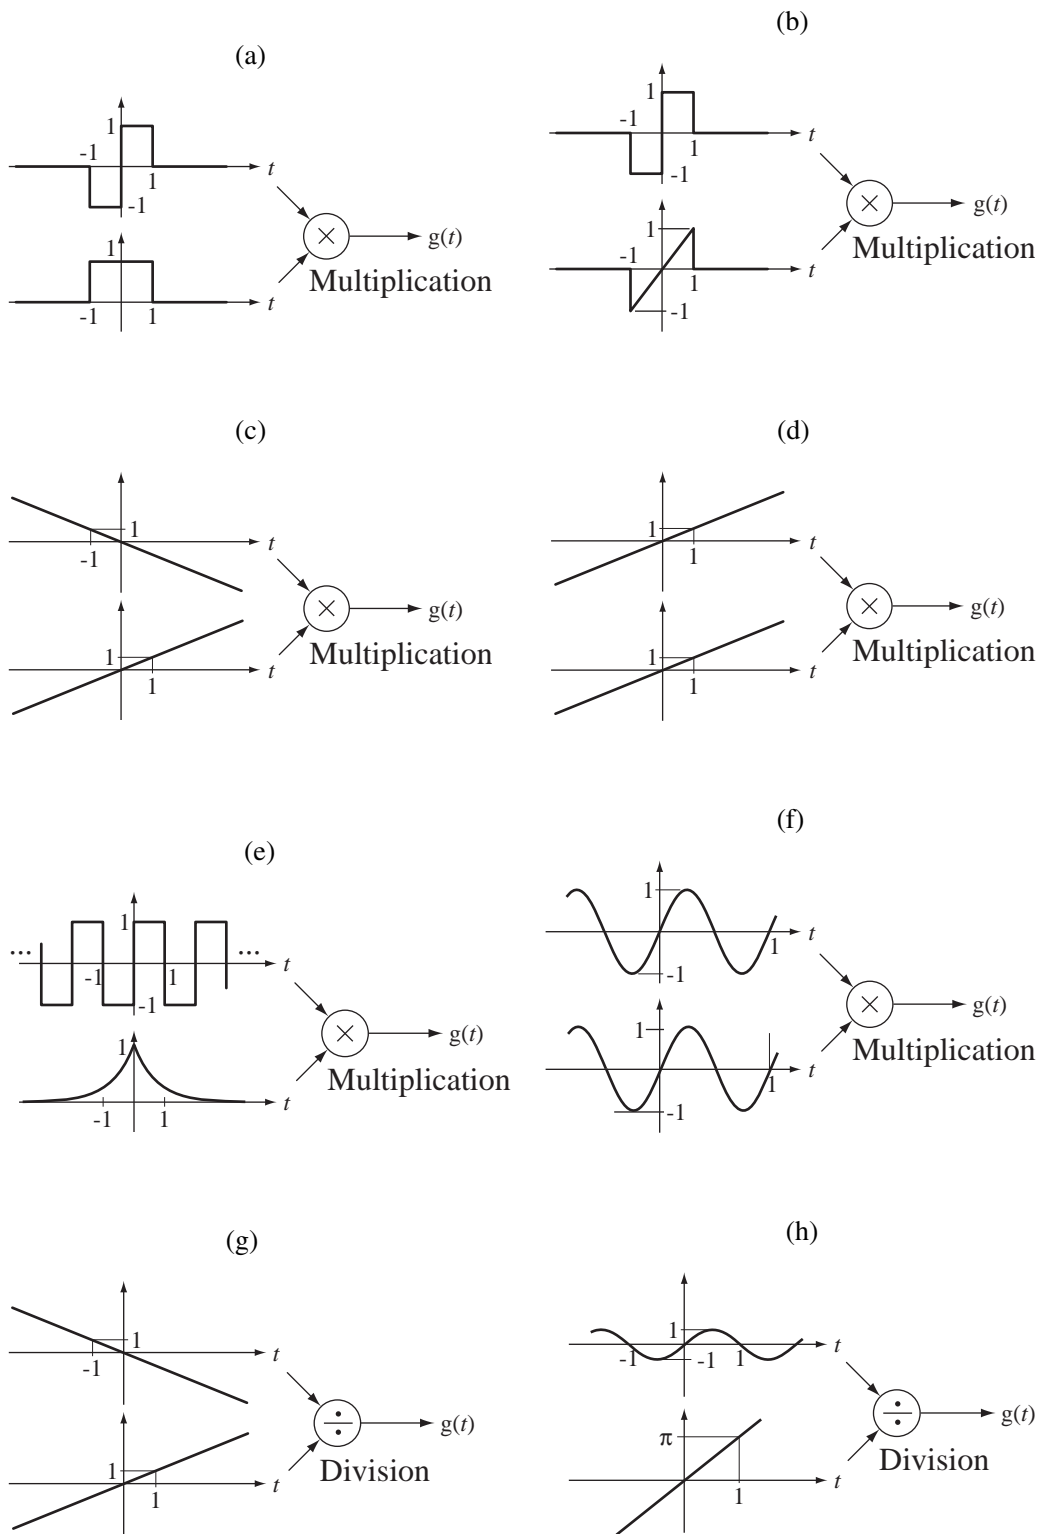 (a)
1
-1
1
-1
t
1
-1
1
t
g(t)
Multiplication
(b)
1
-1
1
-1
t
1
-1
1
-1
t
g(t)
Multiplication
(c)
1
-1
t
1
1
t
g(t)
Multiplication
(d)
1
1
t
1
1
t
g(t)
Multiplication
(e)
1
... ...
-1 1
-1
t
1
-1 1
t
g(t)
Multiplication
(f)
1
1
-1
t
1
1
-1
t
g(t)
Multiplication
(g)
1
-1
t
1
1
t
g(t)
Division
(h)
1
-1 -1 1
t
π
1
t
g(t)
Division